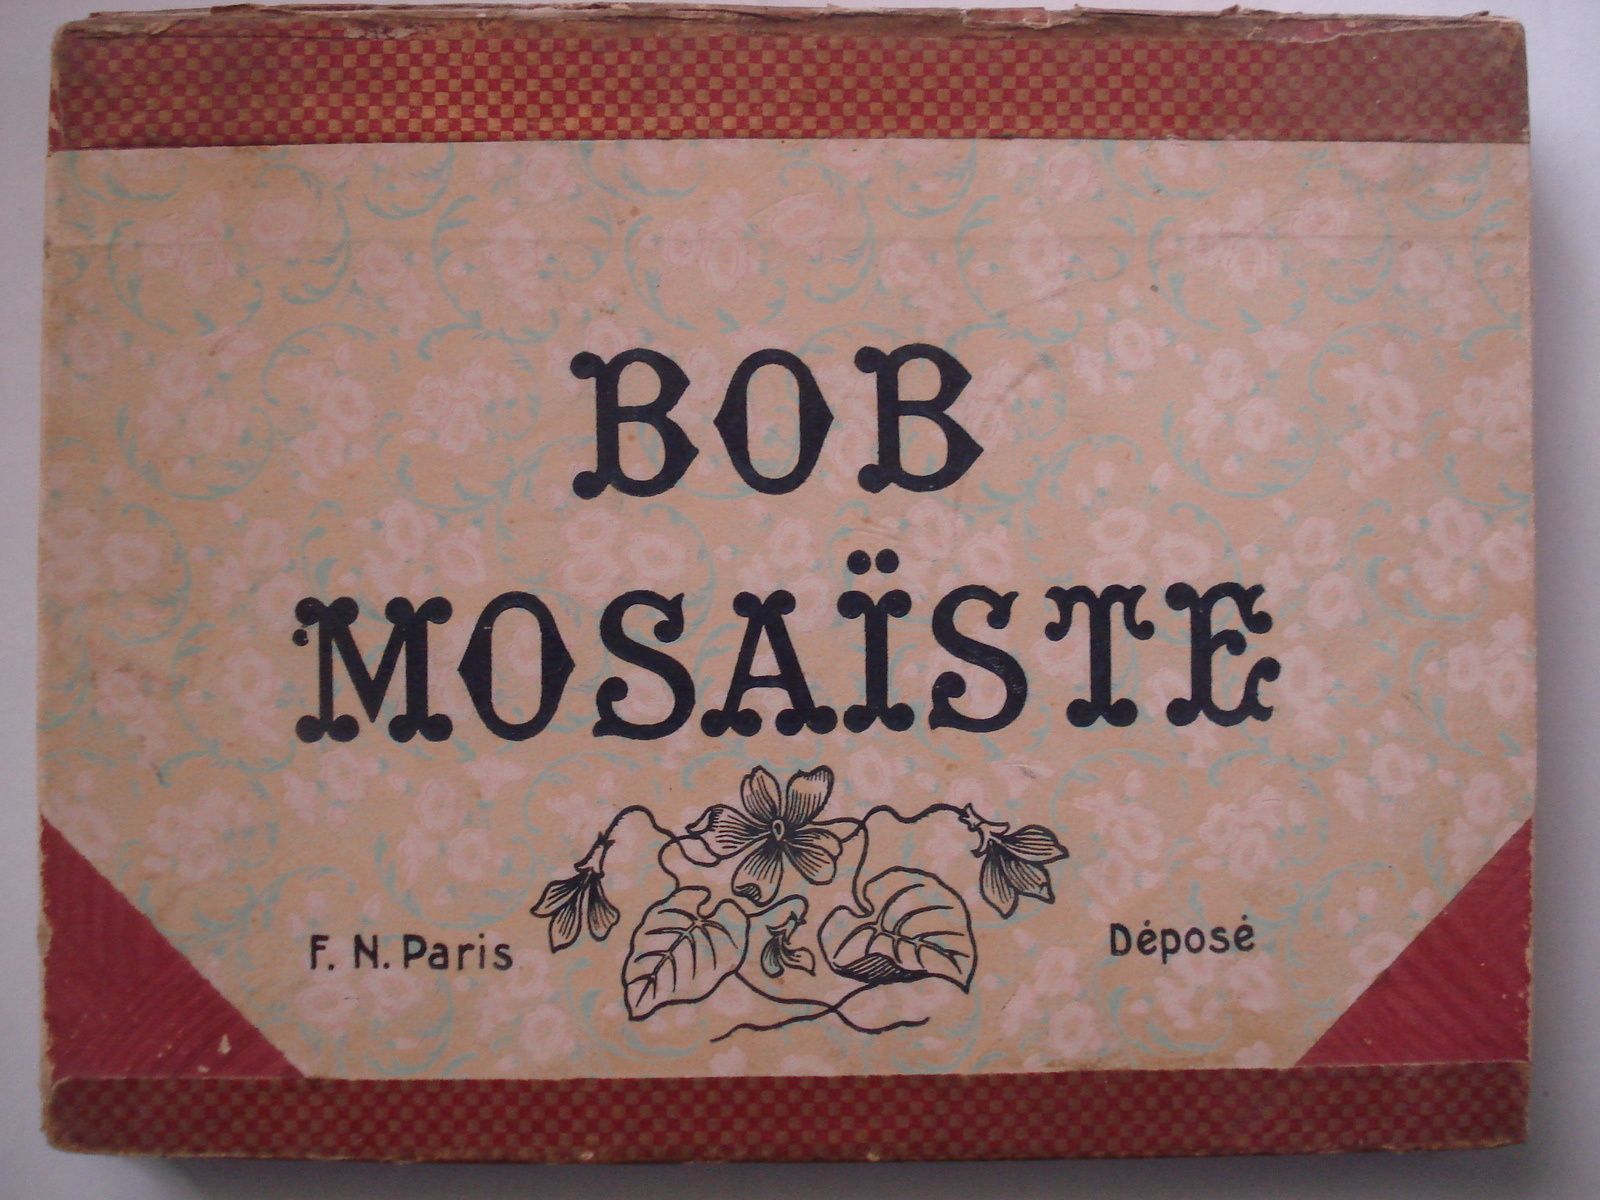 BOB
MOSAÏSTE
F. N. Paris
Déposé